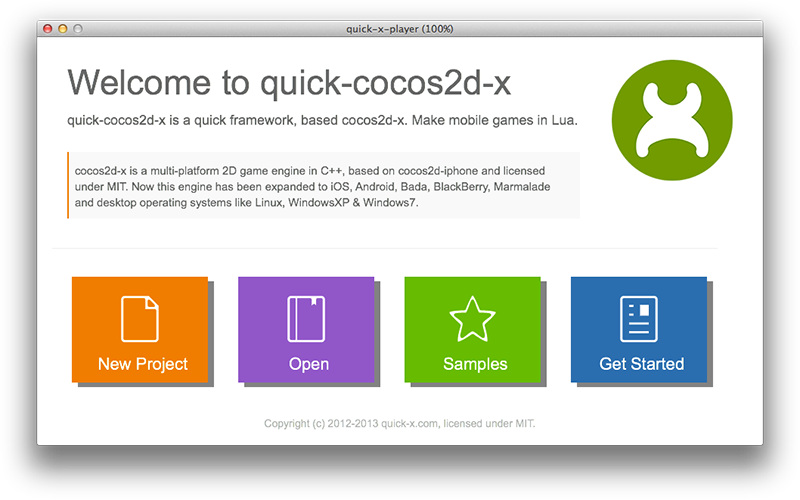 quick-x-player (100%)
Welcome to quick-cocos2d-x
quick-cocos2d-x is a quick framework, based cocos2d-x. Make mobile games in Lua.
cocos2d-x is a multi-platform 2D game engine in C++, based on cocos2d-iphone and licensed
under MIT. Now this engine has been expanded to iOS, Android, Bada, BlackBerry, Marmalade
and desktop operating systems like Linux, WindowsXP & Windows7.
New Project
Open
Samples
Get Started
Copyright (c) 2012-2013 quick-x.com, licensed under MIT.